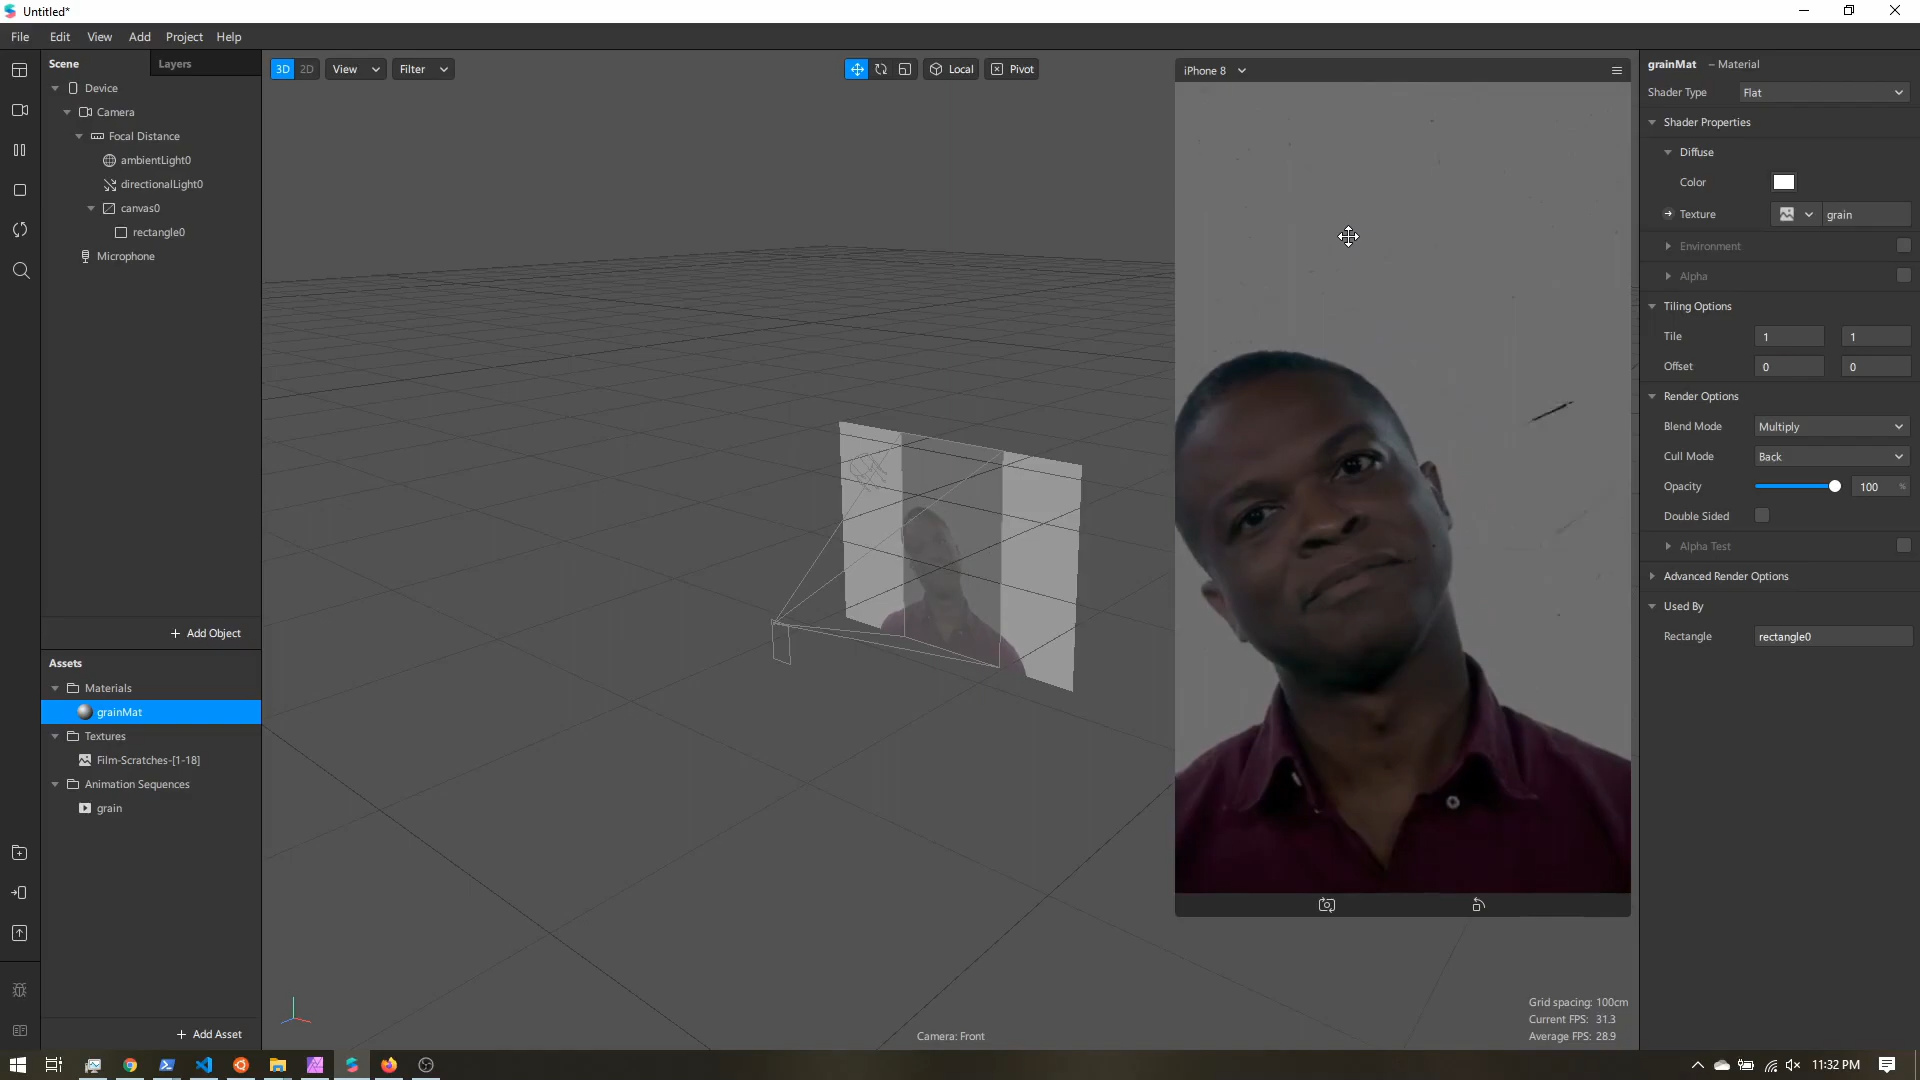 Untitled*
File Edit View Add Project Help
Scene Layers
Device
Camera
Focal Distance
ambientLight0
directionalLight0
canvas0
rectangle0
Microphone
+ Add Object
Assets
Materials
grainMat
Textures
Film-Scratches-[1-18]
Animation Sequences
grain
+ Add Asset
3D 2D View Filter
Local Pivot
iPhone 8
Camera: Front
Grid spacing: 100cm
Current FPS: 31.3
Average FPS: 28.9
grainMat – Material
Shader Type Flat
Shader Properties
Diffuse
Color
Texture grain
Environment
Alpha
Tiling Options
Tile 1 1
Offset 0 0
Render Options
Blend Mode Multiply
Cull Mode Back
Opacity 100 %
Double Sided
Alpha Test
Advanced Render Options
Used By
Rectangle rectangle0
11:32 PM